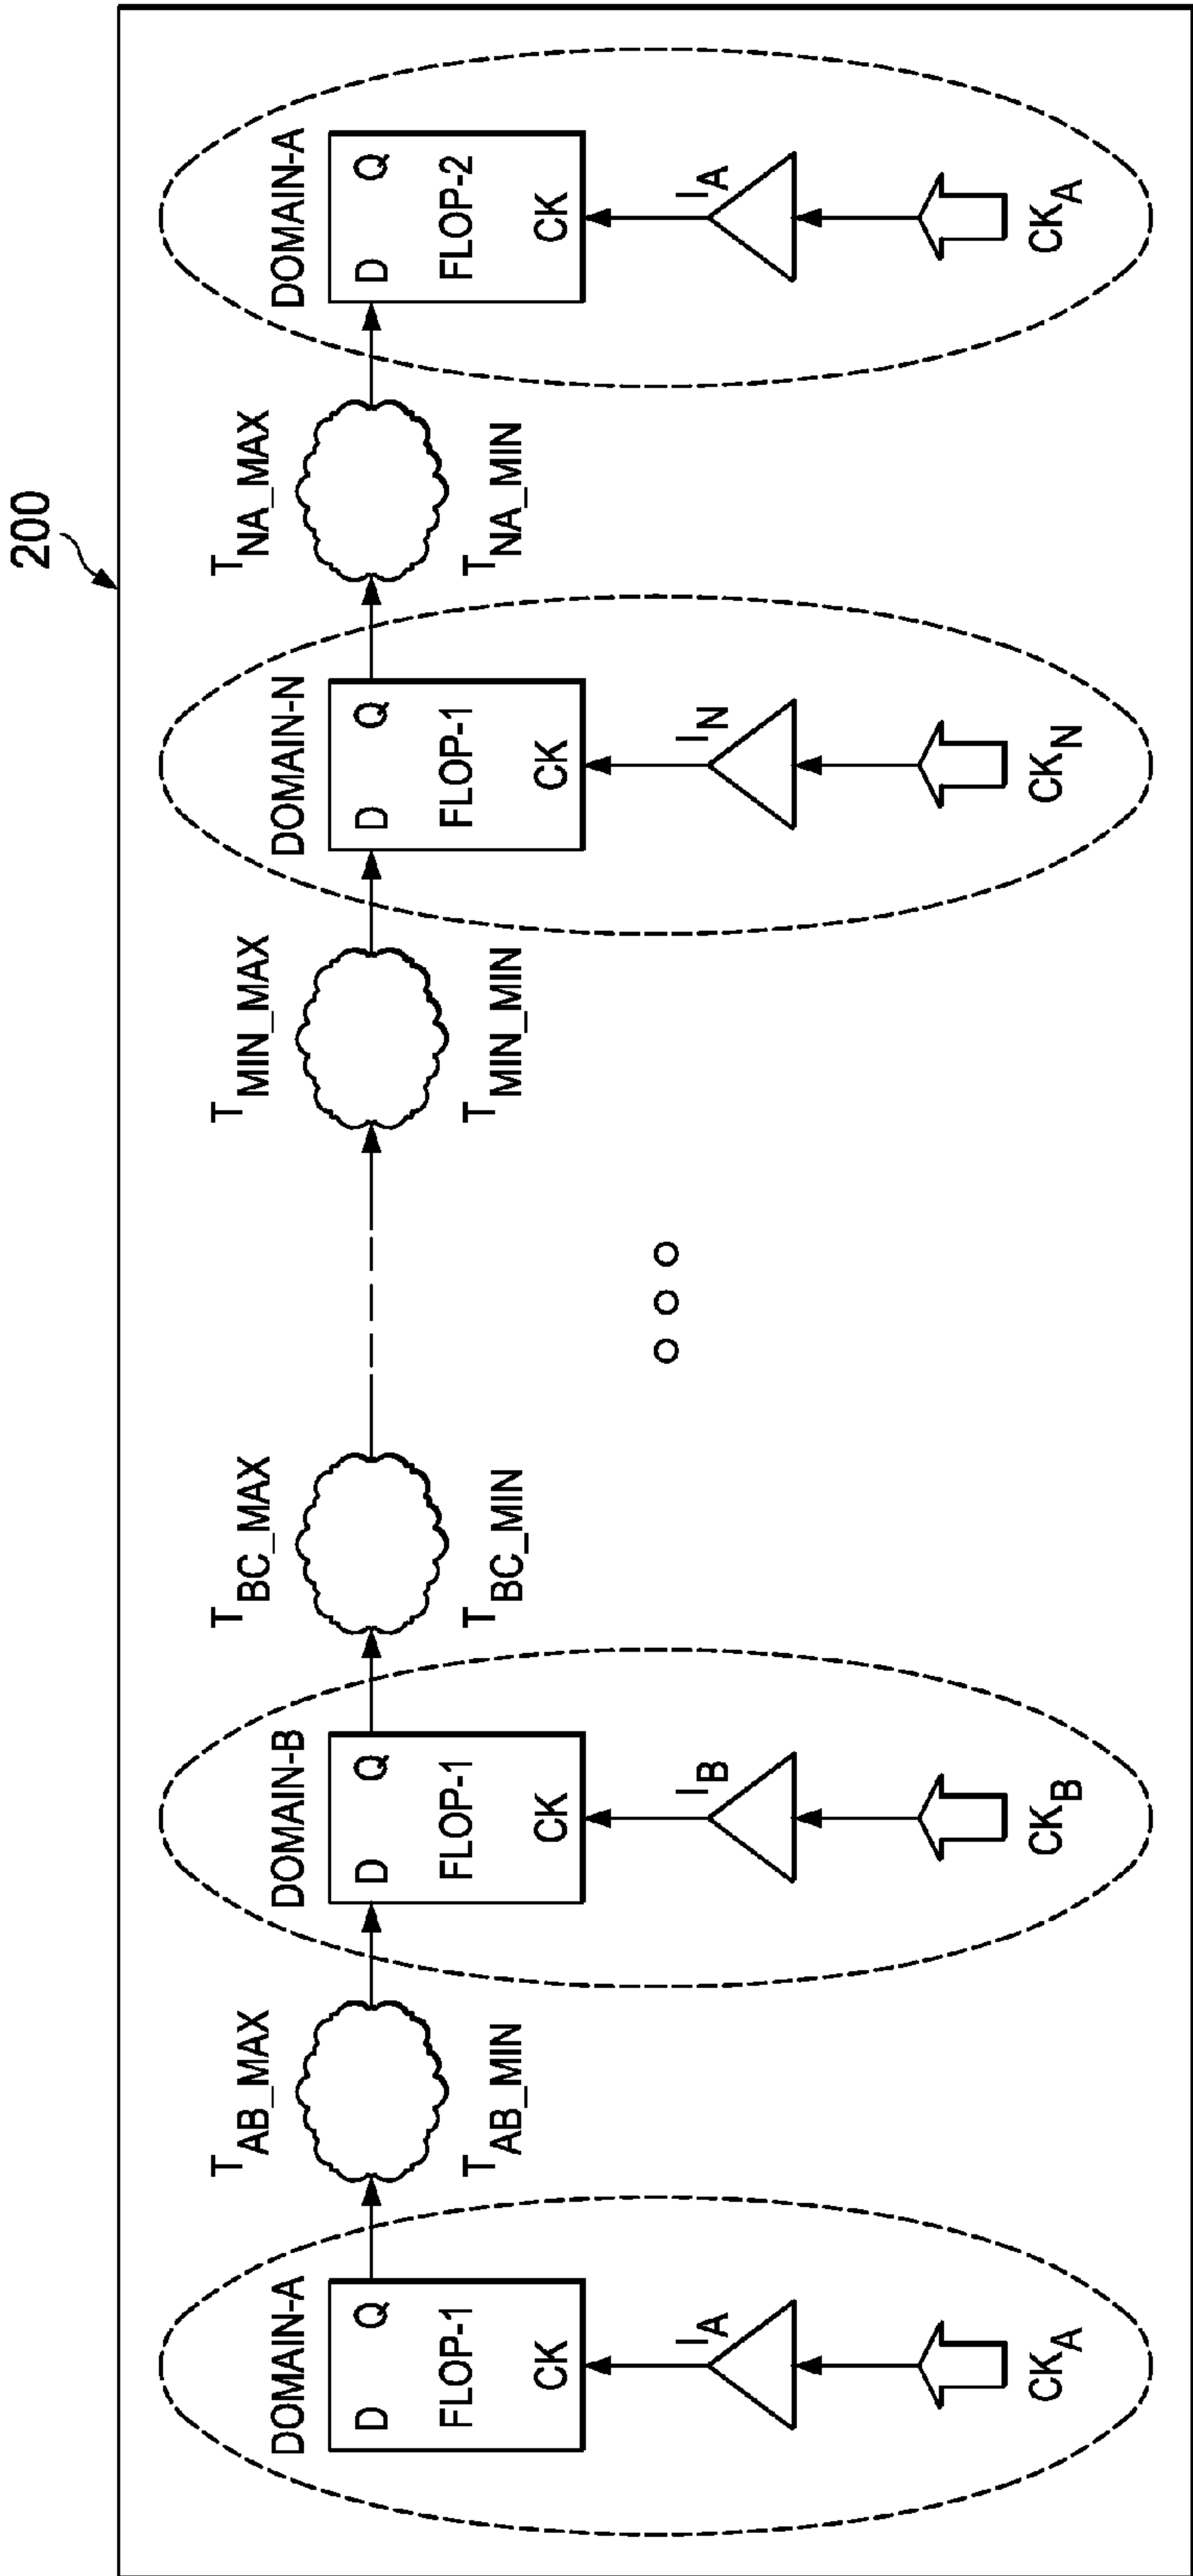 200
DOMAIN-A
D Q
FLOP-1
CK
I_A
CK_A
T_AB_MAX
T_AB_MIN
DOMAIN-B
D Q
FLOP-1
CK
I_B
CK_B
T_BC_MAX
T_BC_MIN
T_MIN_MAX
T_MIN_MIN
DOMAIN-N
D Q
FLOP-1
CK
I_N
CK_N
T_NA_MAX
T_NA_MIN
DOMAIN-A
D Q
FLOP-2
CK
I_A
CK_A